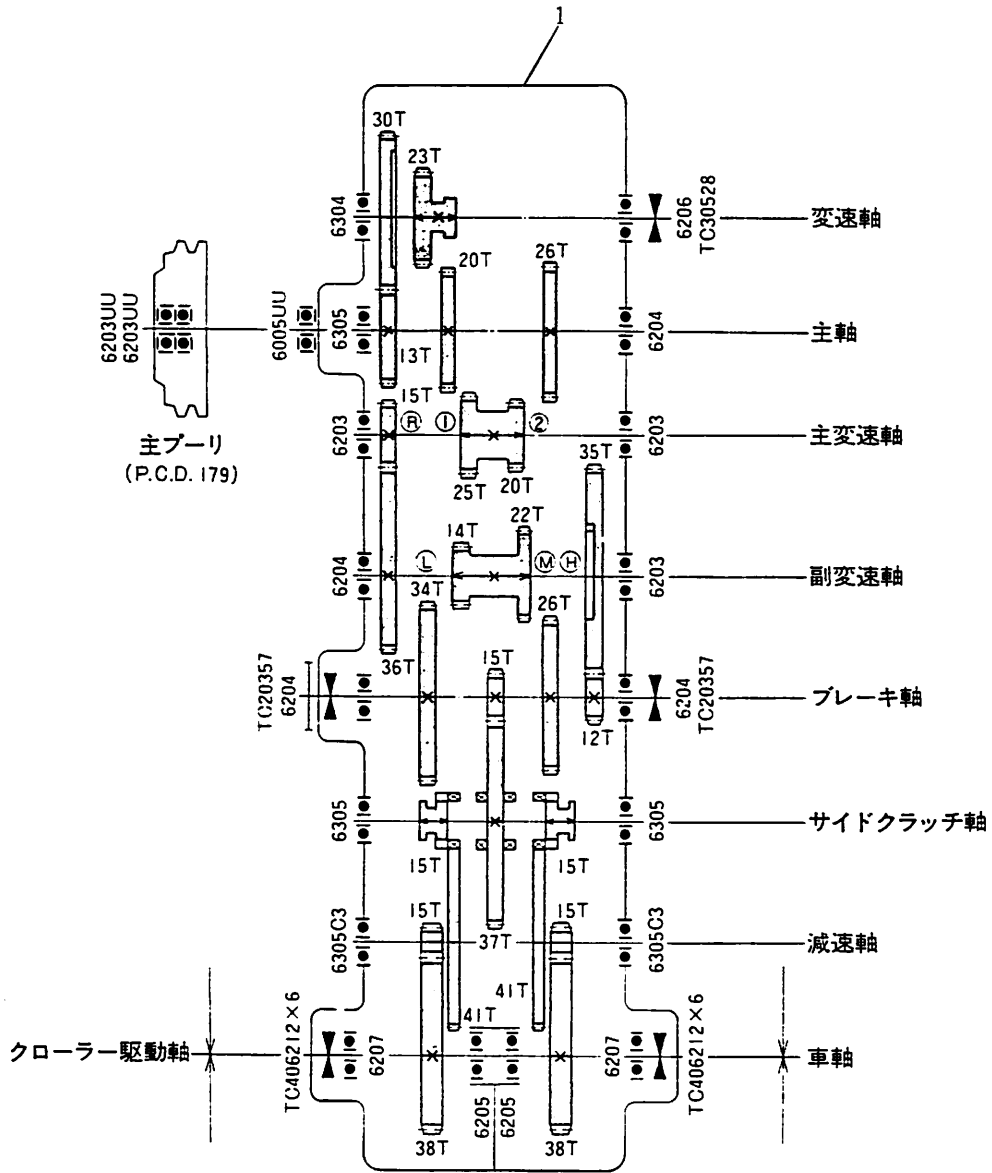 1
30T
23T
6304
6206
TC30528
変速軸
20T
26T
6203UU
6203UU
6005UU
6305
13T
6204
主軸
主プーリ
(P.C.D. 179)
15T
6203
Ⓡ
①
②
25T
20T
35T
6203
主変速軸
14T
22T
6204
Ⓛ
Ⓜ
Ⓗ
6203
副変速軸
34T
26T
36T
15T
TC20357
6204
12T
6204
TC20357
ブレーキ軸
6305
15T
15T
6305
サイドクラッチ軸
15T
15T
6305C3
37T
6305C3
減速軸
41T
41T
クローラー駆動軸
TC406212×6
6207
6205
6205
6207
TC406212×6
車軸
38T
38T